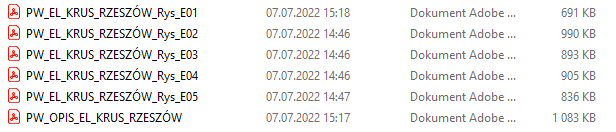 PW_EL_KRUS_RZESZÓW_Rys_E01 07.07.2022 15:18 Dokument Adobe ... 691 KB
PW_EL_KRUS_RZESZÓW_Rys_E02 07.07.2022 14:46 Dokument Adobe ... 990 KB
PW_EL_KRUS_RZESZÓW_Rys_E03 07.07.2022 14:46 Dokument Adobe ... 893 KB
PW_EL_KRUS_RZESZÓW_Rys_E04 07.07.2022 14:46 Dokument Adobe ... 905 KB
PW_EL_KRUS_RZESZÓW_Rys_E05 07.07.2022 14:47 Dokument Adobe ... 836 KB
PW_OPIS_EL_KRUS_RZESZÓW 07.07.2022 15:17 Dokument Adobe ... 1 083 KB